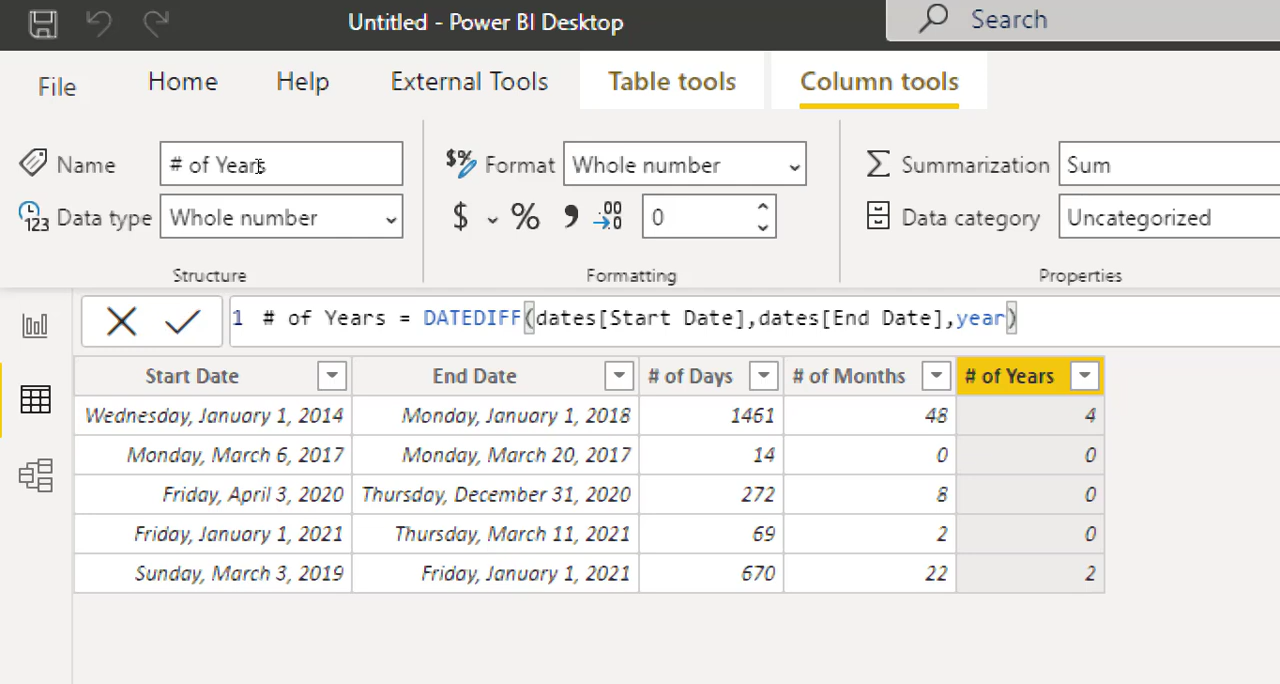 Untitled - Power BI Desktop
Search
File Home Help External Tools Table tools Column tools
Name # of Years $% Format Whole number Σ Summarization Sum
123 Data type Whole number $ % , .00 →.0 0 Data category Uncategorized
Structure Formatting Properties
1 # of Years = DATEDIFF(dates[Start Date],dates[End Date],year)
Start Date End Date # of Days # of Months # of Years
Wednesday, January 1, 2014 Monday, January 1, 2018 1461 48 4
Monday, March 6, 2017 Monday, March 20, 2017 14 0 0
Friday, April 3, 2020 Thursday, December 31, 2020 272 8 0
Friday, January 1, 2021 Thursday, March 11, 2021 69 2 0
Sunday, March 3, 2019 Friday, January 1, 2021 670 22 2